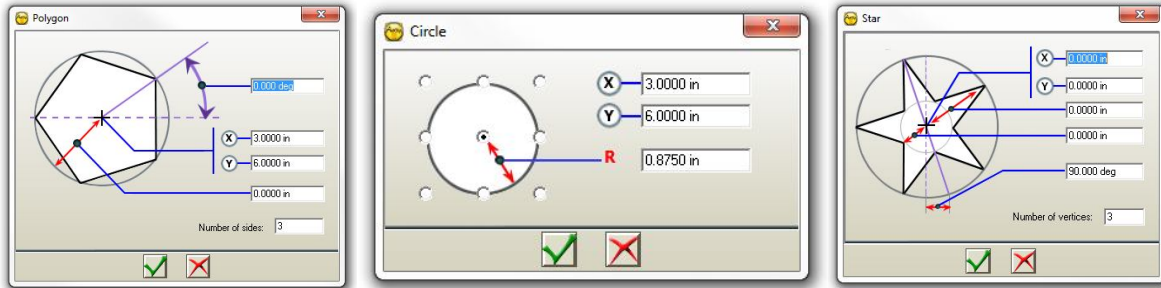 Polygon
0.000 deg
X 3.0000 in
Y 6.0000 in
0.0000 in
Number of sides: 3
Circle
X 3.0000 in
Y 6.0000 in
R 0.8750 in
Star
X 0.0000 in
Y 0.0000 in
0.0000 in
0.0000 in
90.000 deg
Number of vertices: 3